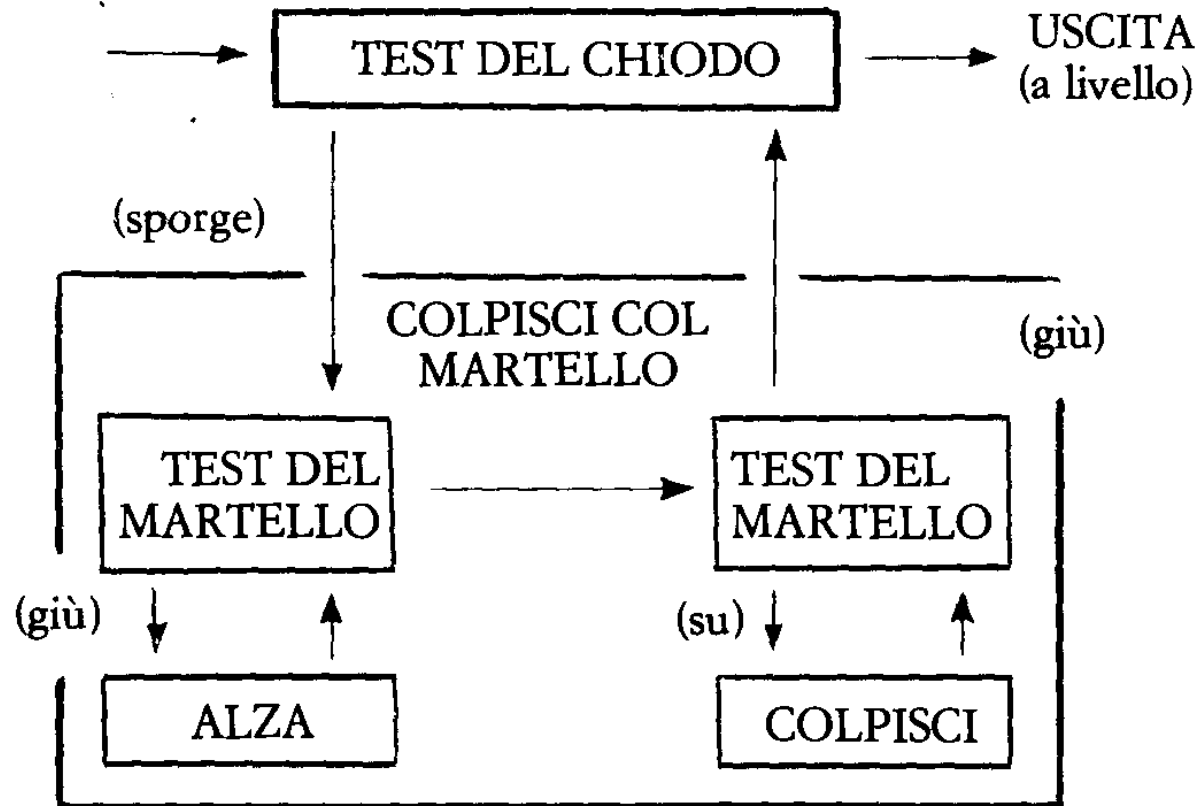 TEST DEL CHIODO
USCITA
(a livello)
(sporge)
COLPISCI COL
MARTELLO
(giù)
TEST DEL
MARTELLO
TEST DEL
MARTELLO
(giù)
(su)
ALZA
COLPISCI